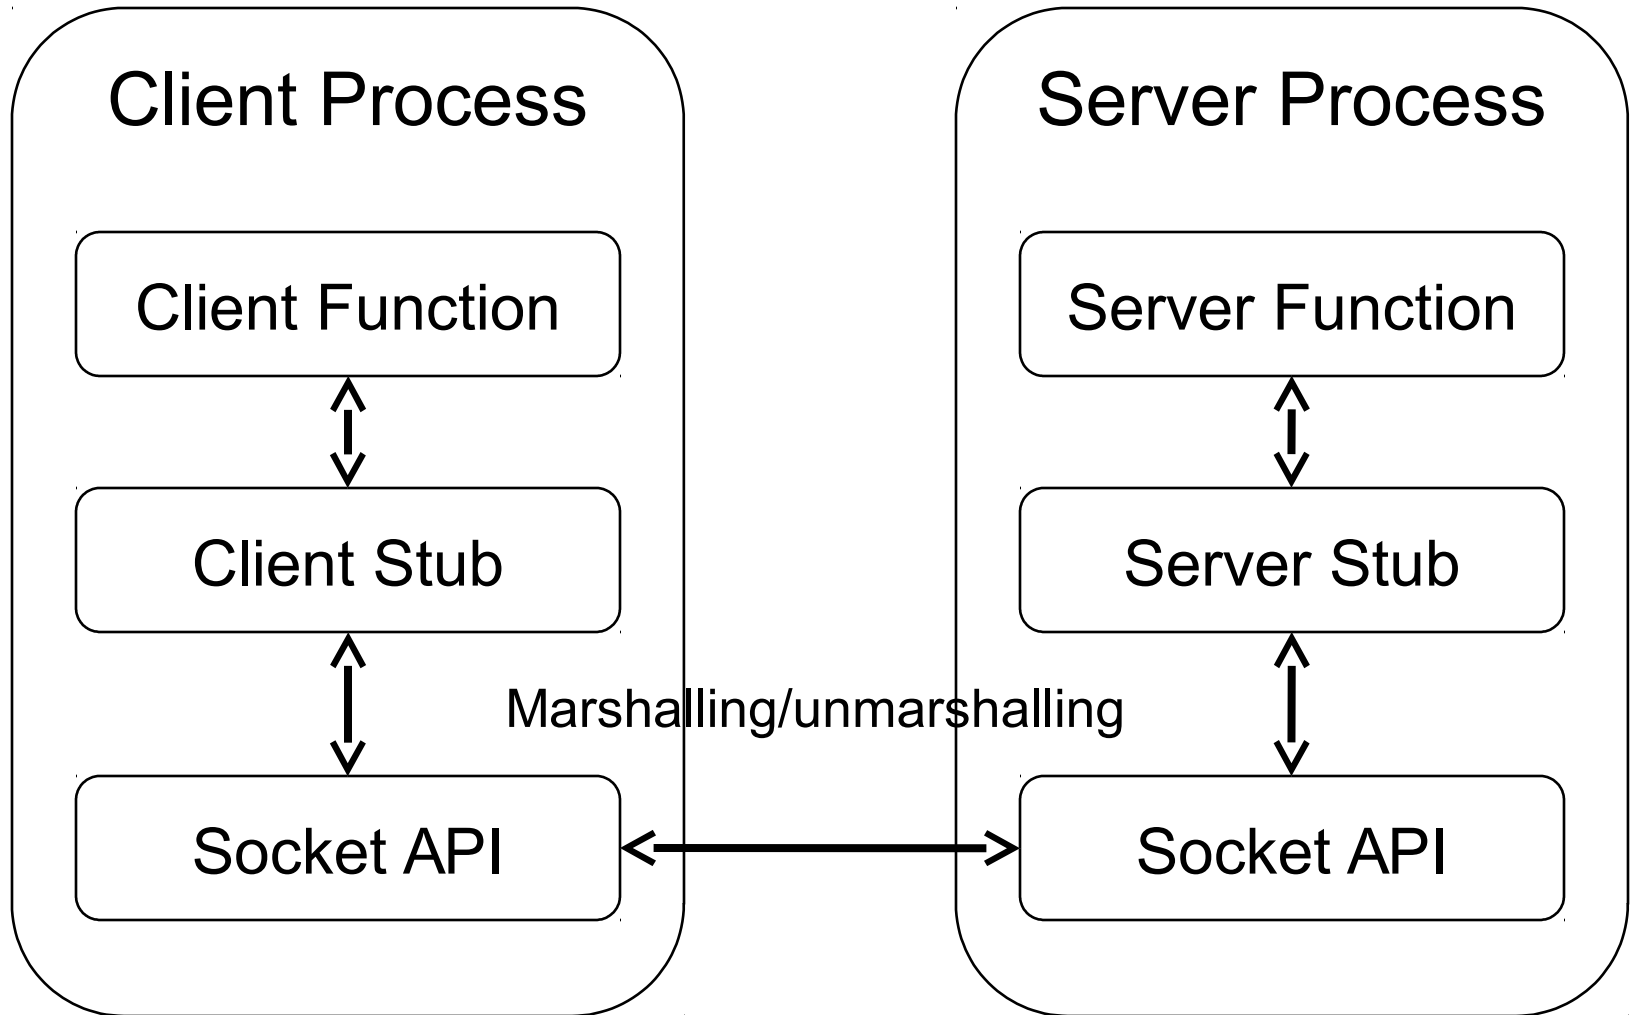 Client Process
Server Process
Client Function
Server Function
Client Stub
Server Stub
Marshalling/unmarshalling
Socket API
Socket API